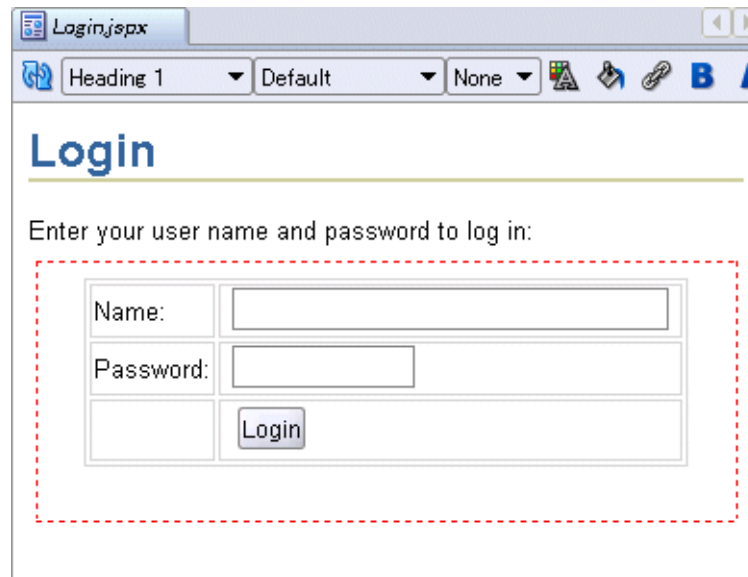 Login.jspx
Heading 1 Default None A B
Login
Enter your user name and password to log in:
Name:
Password:
Login